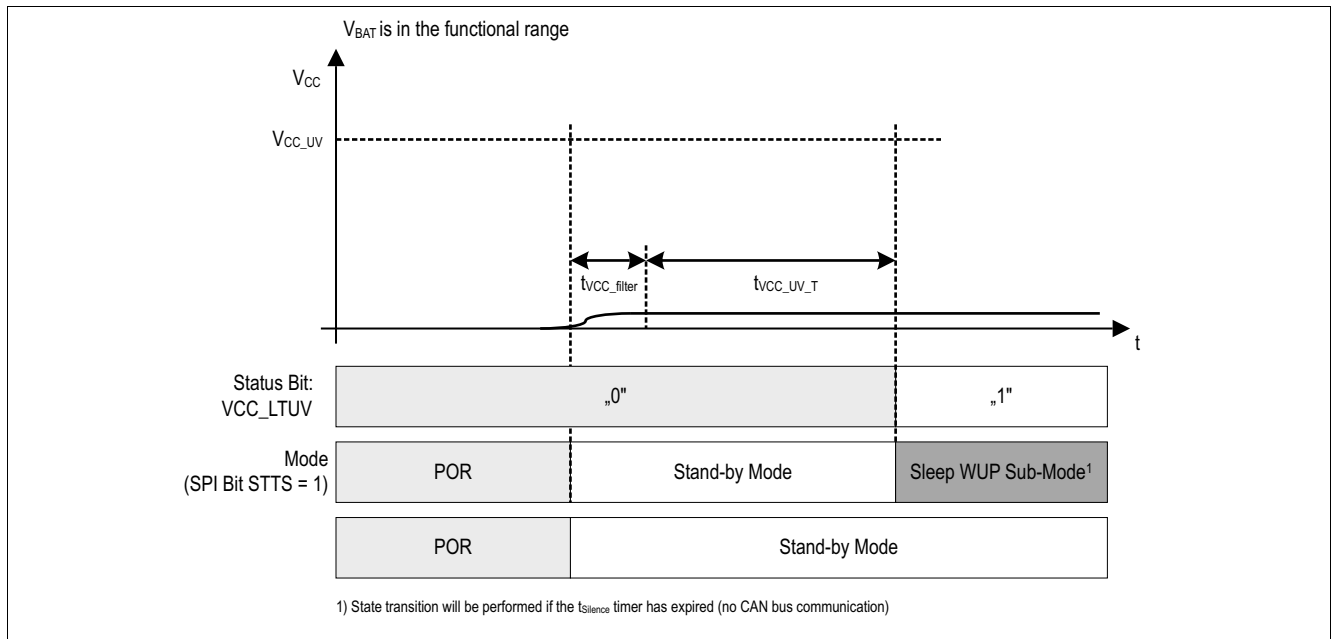 VBAT is in the functional range
VCC
VCC_UV
tVCC_filter
tVCC_UV_T
t
Status Bit:
VCC_LTUV
„0"
„1"
Mode
(SPI Bit STTS = 1)
POR
Stand-by Mode
Sleep WUP Sub-Mode1
POR
Stand-by Mode
1) State transition will be performed if the tSilence timer has expired (no CAN bus communication)